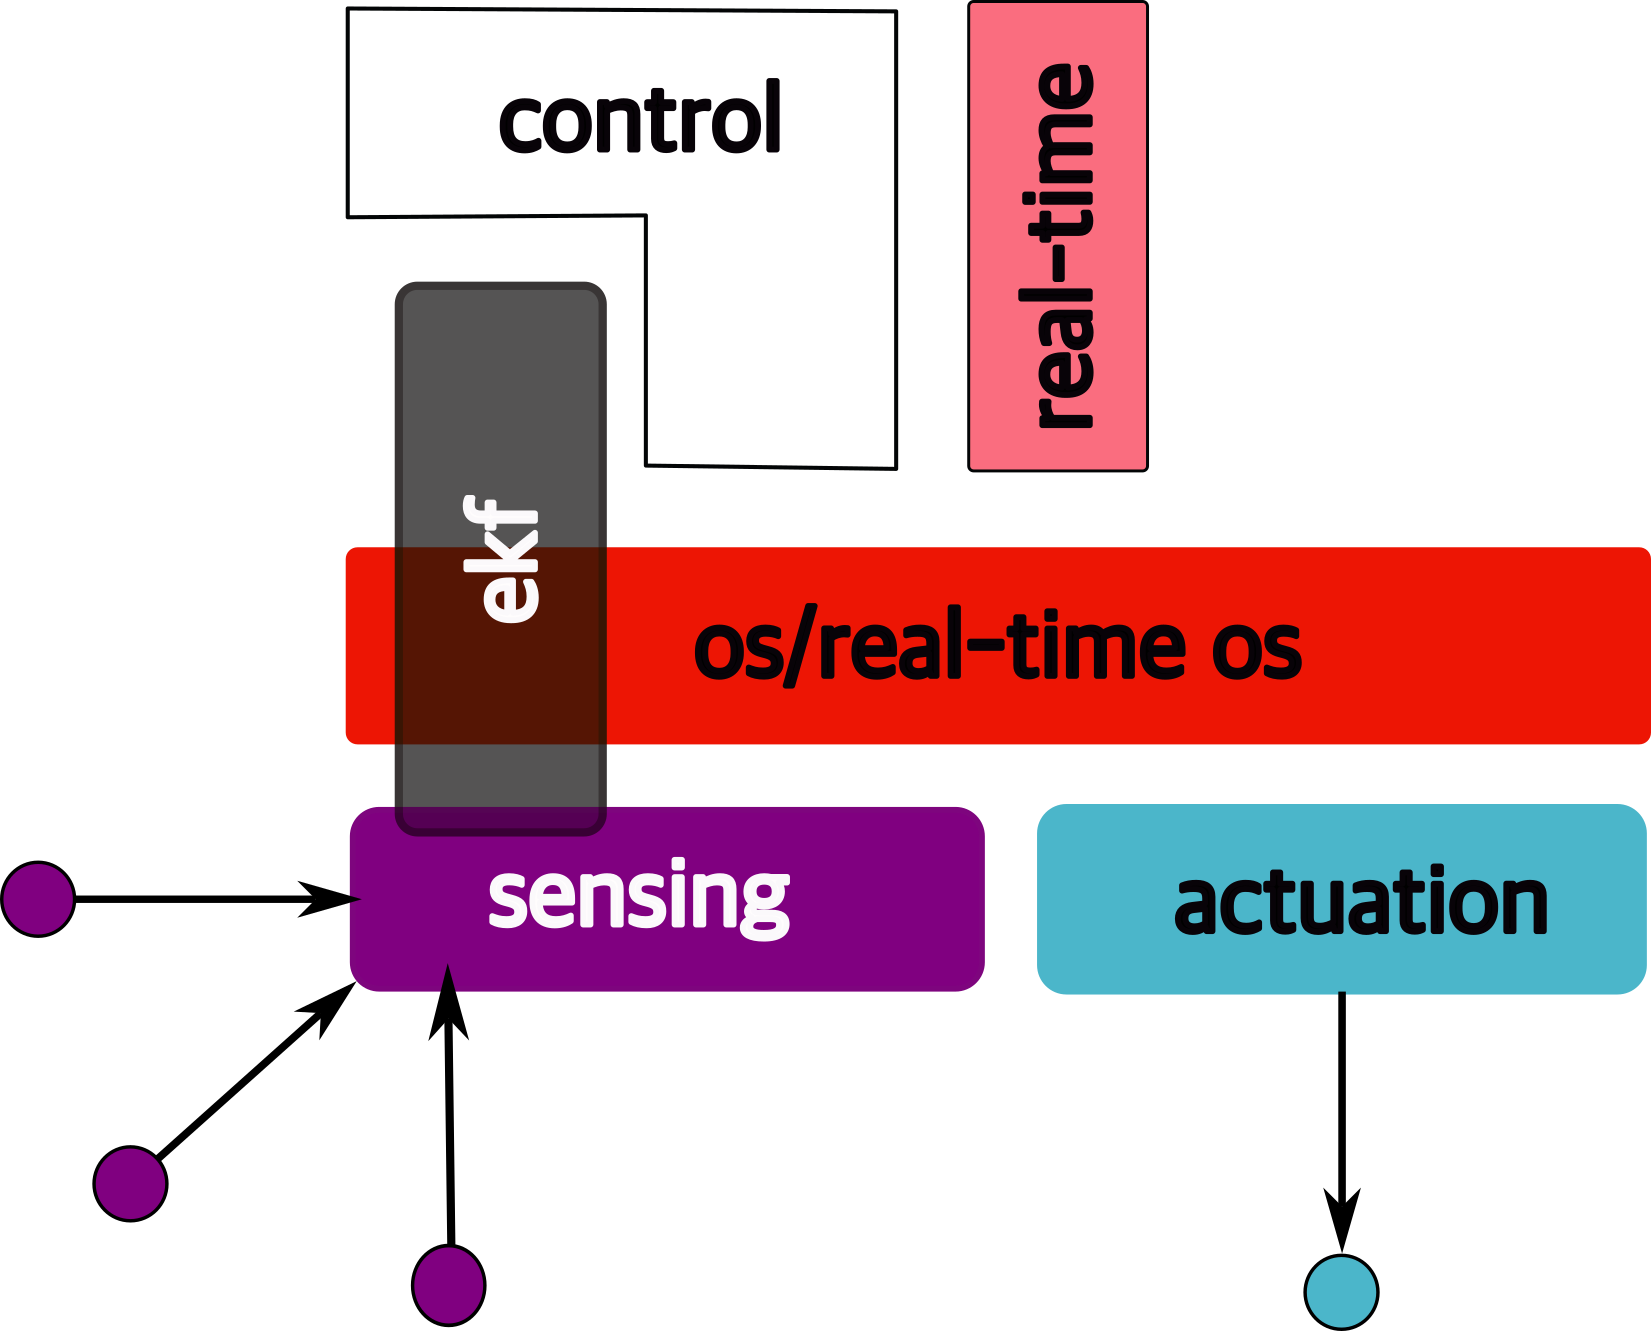 control
real-time
ekf
os/real-time os
sensing
actuation